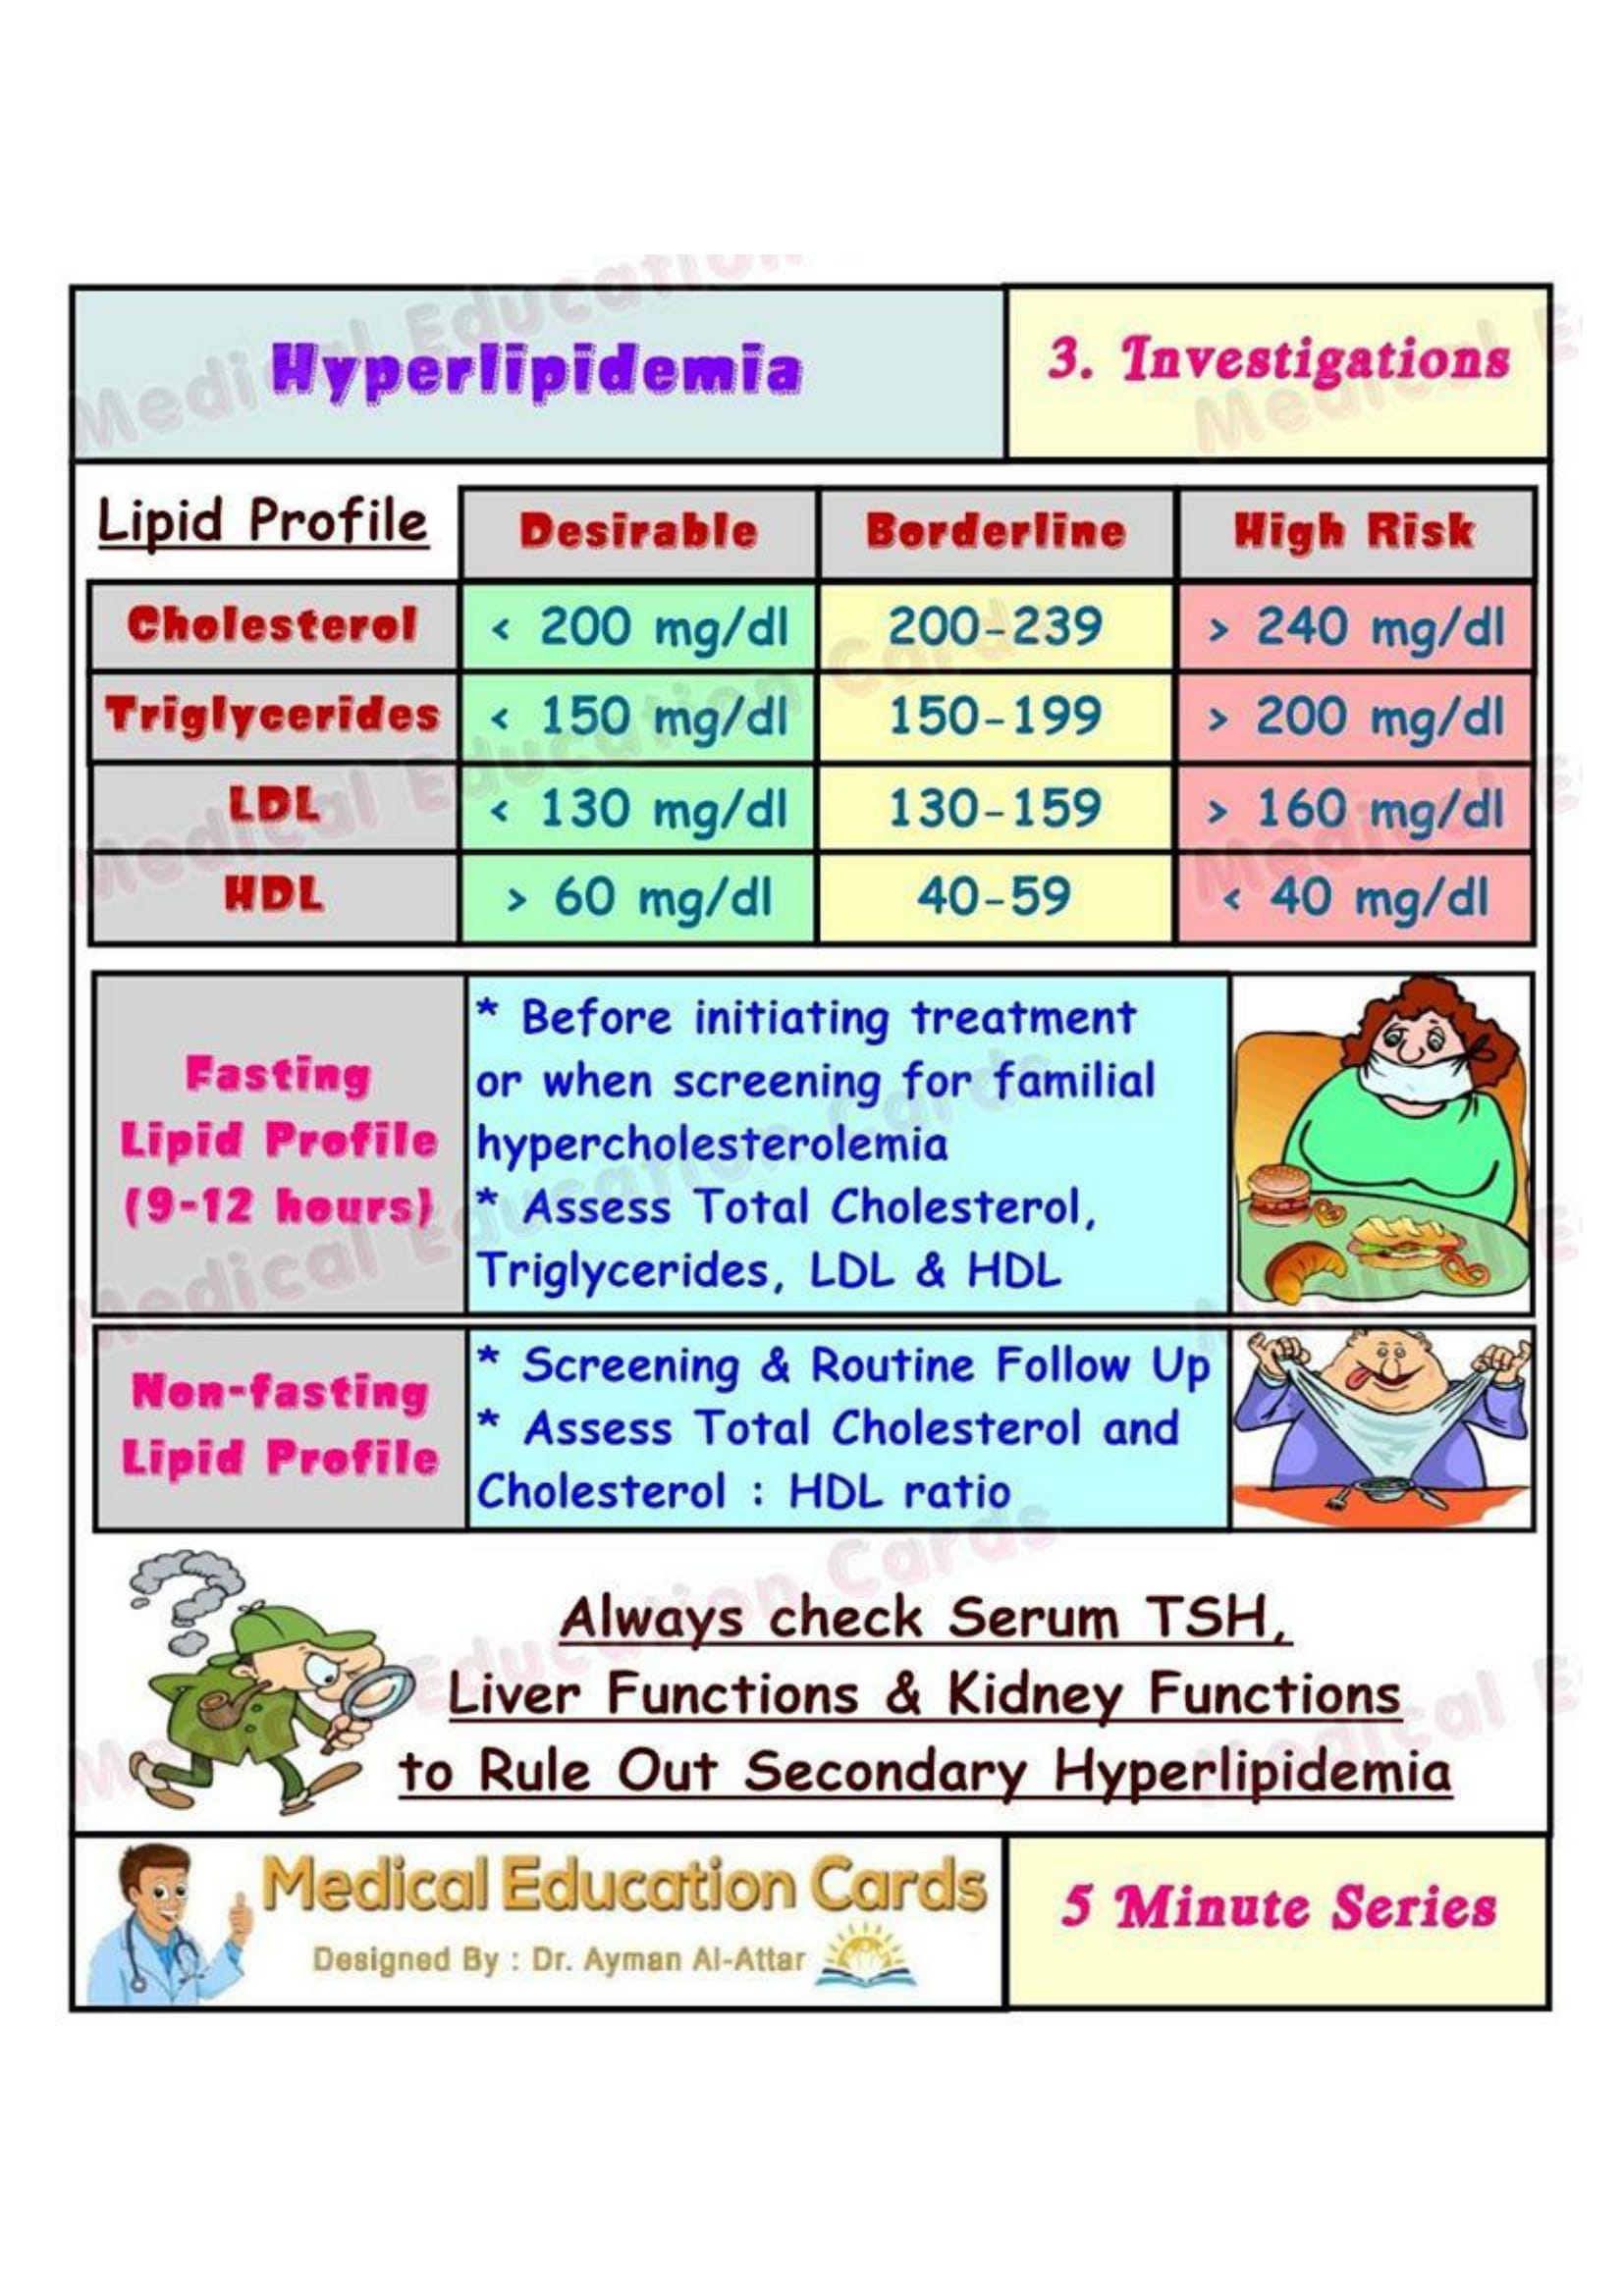 Hyperlipidemia
3. Investigations
Lipid Profile Desirable Borderline High Risk
Cholesterol < 200 mg/dl 200-239 > 240 mg/dl
Triglycerides < 150 mg/dl 150-199 > 200 mg/dl
LDL < 130 mg/dl 130-159 > 160 mg/dl
HDL > 60 mg/dl 40-59 < 40 mg/dl
Fasting
Lipid Profile
(9-12 hours)
* Before initiating treatment
or when screening for familial
hypercholesterolemia
* Assess Total Cholesterol,
Triglycerides, LDL & HDL
Non-fasting
Lipid Profile
* Screening & Routine Follow Up
* Assess Total Cholesterol and
Cholesterol : HDL ratio
Always check Serum TSH,
Liver Functions & Kidney Functions
to Rule Out Secondary Hyperlipidemia
Medical Education Cards
Designed By : Dr. Ayman Al-Attar
5 Minute Series